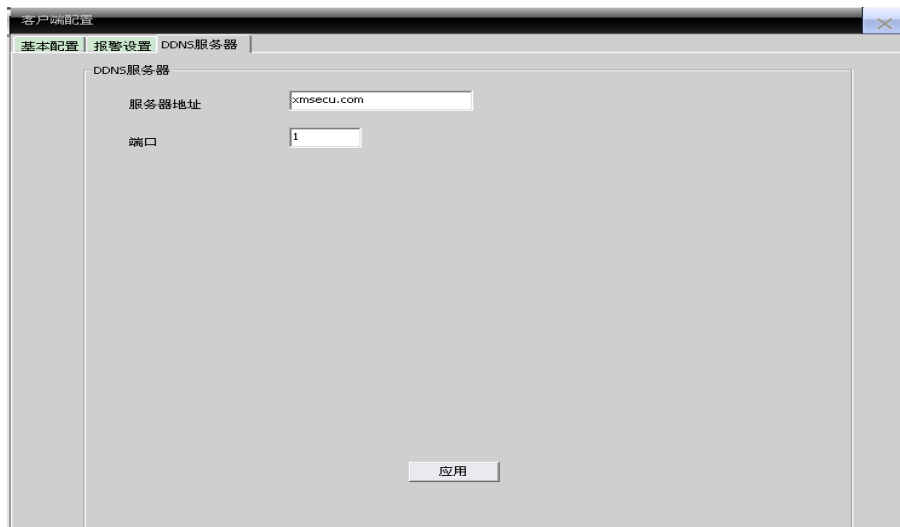 客户端配置
基本配置 报警设置 DDNS服务器
DDNS服务器
服务器地址 xmsecu.com
端口 1
应用